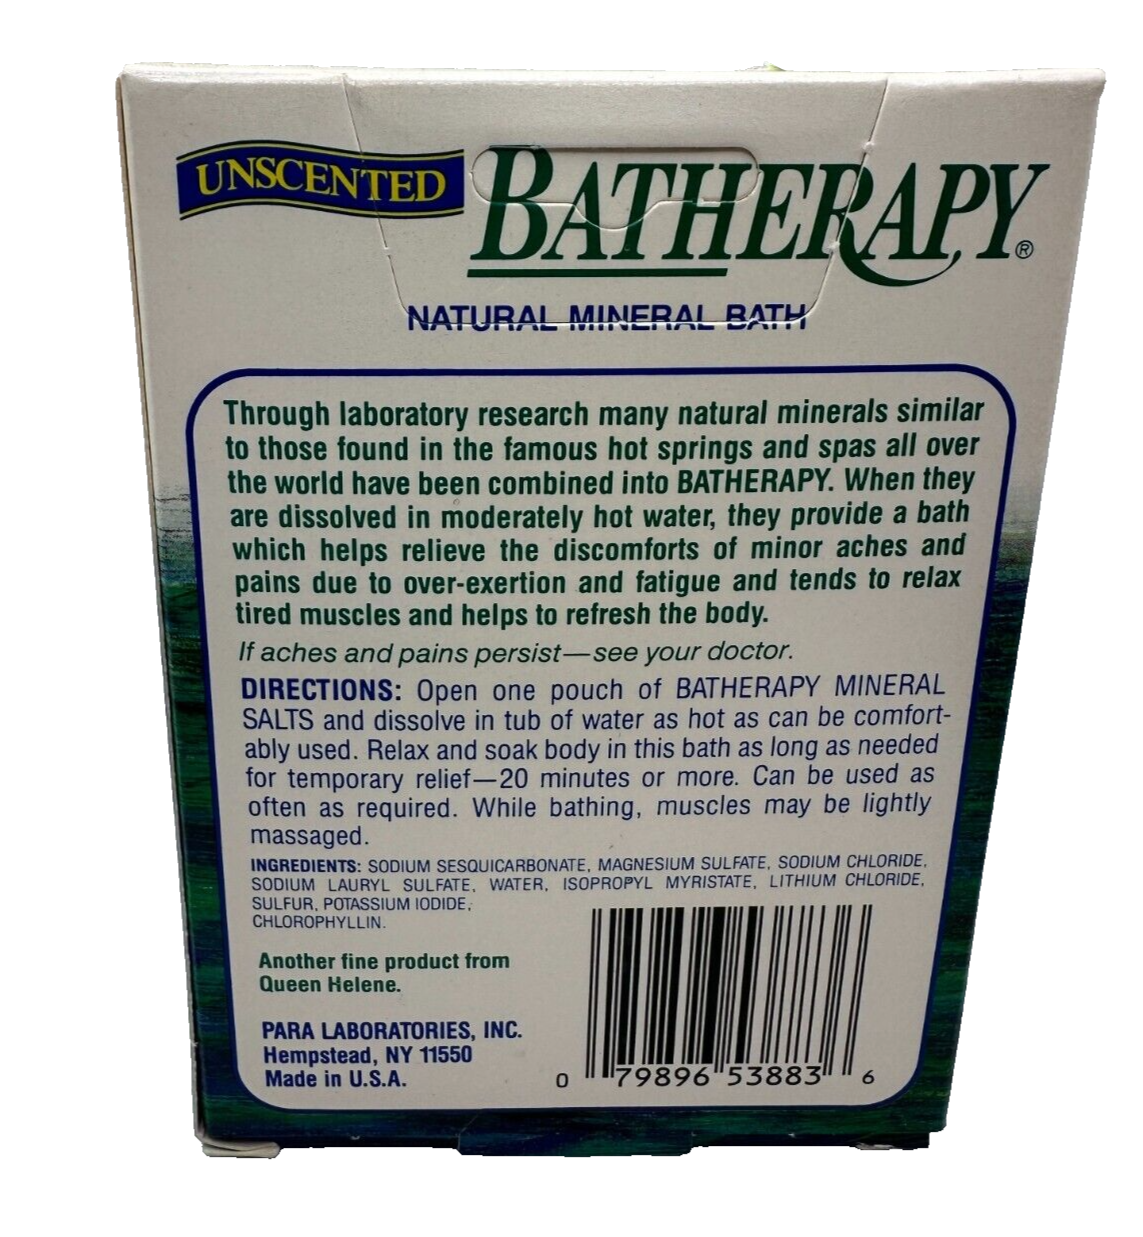 UNSCENTED BATHERAPY®
NATURAL MINERAL BATH
Through laboratory research many natural minerals similar
to those found in the famous hot springs and spas all over
the world have been combined into BATHERAPY. When they
are dissolved in moderately hot water, they provide a bath
which helps relieve the discomforts of minor aches and
pains due to over-exertion and fatigue and tends to relax
tired muscles and helps to refresh the body.
If aches and pains persist—see your doctor.
DIRECTIONS: Open one pouch of BATHERAPY MINERAL
SALTS and dissolve in tub of water as hot as can be comfort-
ably used. Relax and soak body in this bath as long as needed
for temporary relief—20 minutes or more. Can be used as
often as required. While bathing, muscles may be lightly
massaged.
INGREDIENTS: SODIUM SESQUICARBONATE, MAGNESIUM SULFATE, SODIUM CHLORIDE,
SODIUM LAURYL SULFATE, WATER, ISOPROPYL MYRISTATE, LITHIUM CHLORIDE,
SULFUR, POTASSIUM IODIDE,
CHLOROPHYLLIN.
Another fine product from
Queen Helene.
PARA LABORATORIES, INC.
Hempstead, NY 11550
Made in U.S.A.
0 79896 53883 6